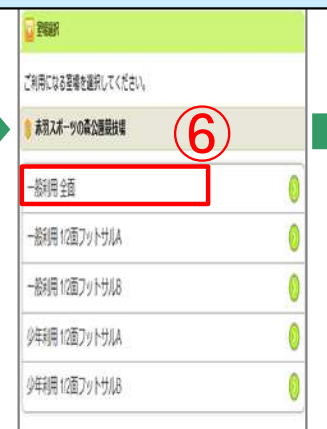 室場選択
ご利用になる室場を選択してください。
赤羽スポーツの森公園競技場
⑥
一般利用 全面
一般利用 1/2面フットサルA
一般利用 1/2面フットサルB
少年利用 1/2面フットサルA
少年利用 1/2面フットサルB